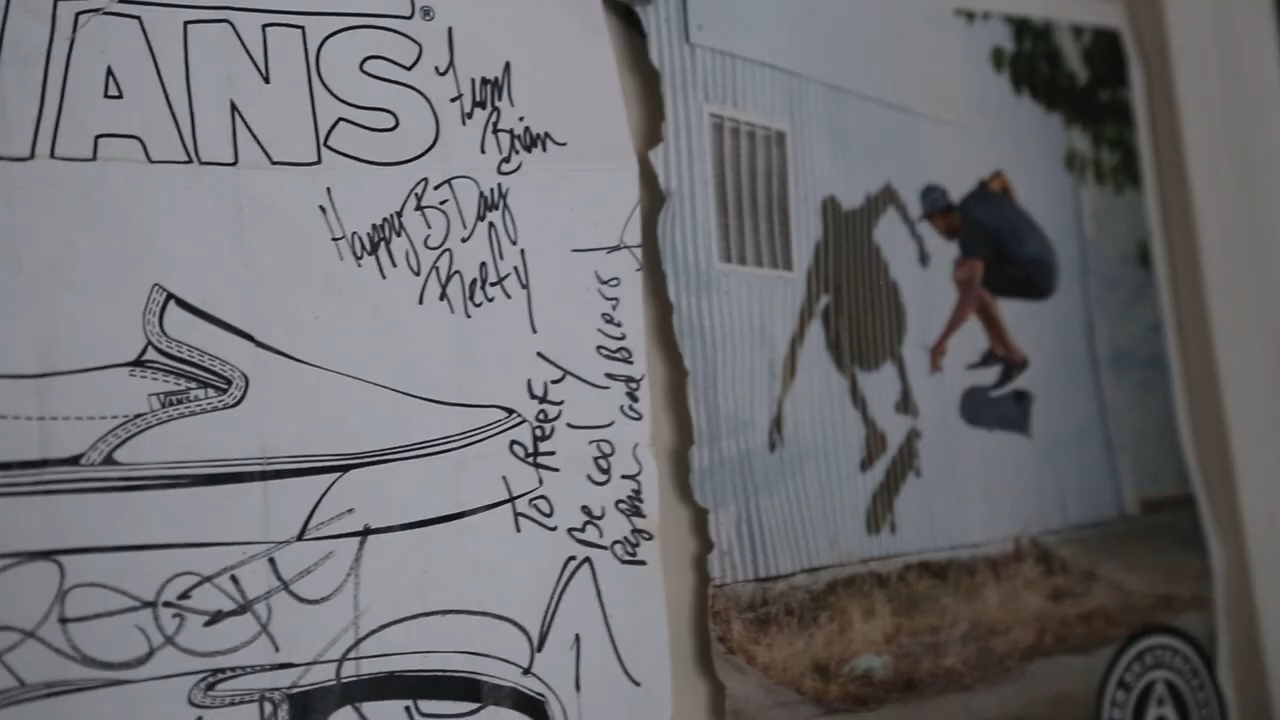 VANS®
From
Brian
Happy B-Day
Reefy
VANS
To Reefy
Be cool
God Bless